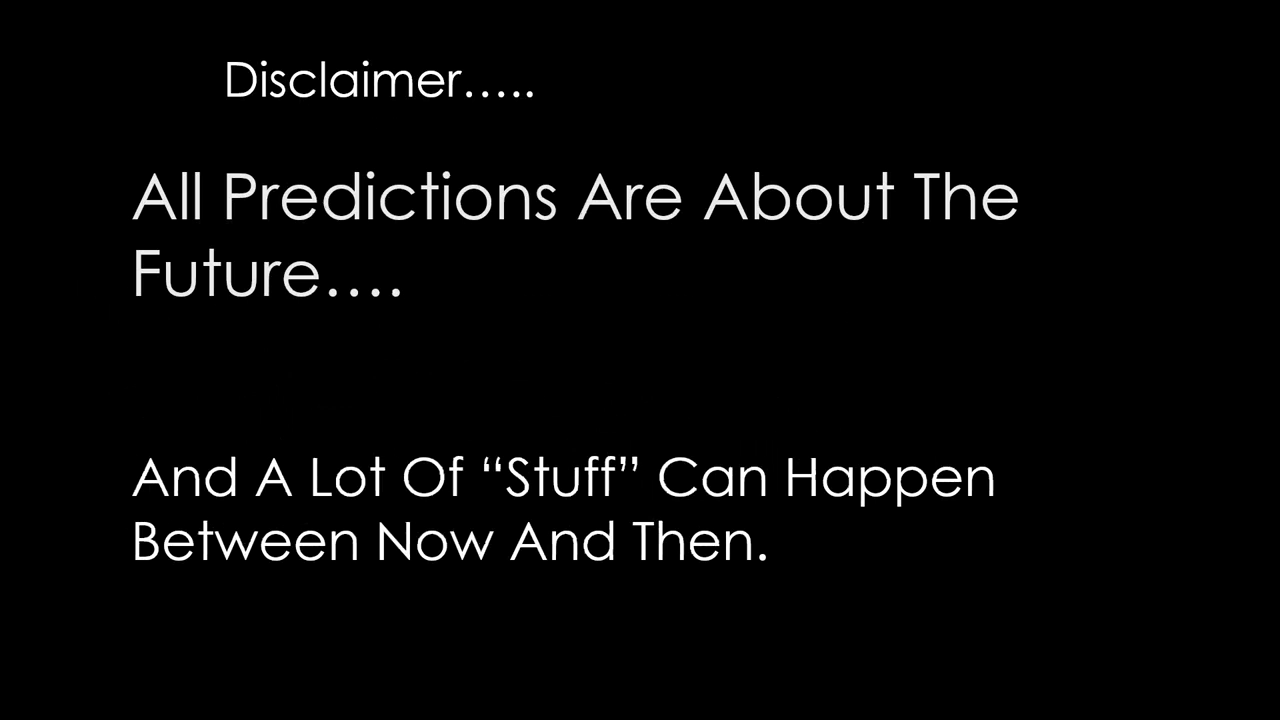 Disclaimer…..
All Predictions Are About The
Future….
And A Lot Of “Stuff” Can Happen
Between Now And Then.